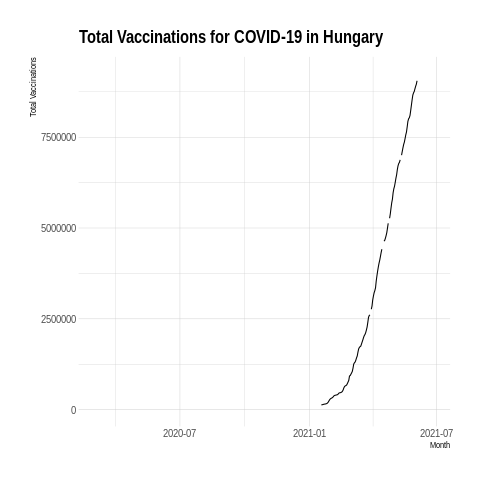 Total Vaccinations for COVID-19 in Hungary
Total Vaccinations
7500000
5000000
2500000
0
2020-07
2021-01
2021-07
Month